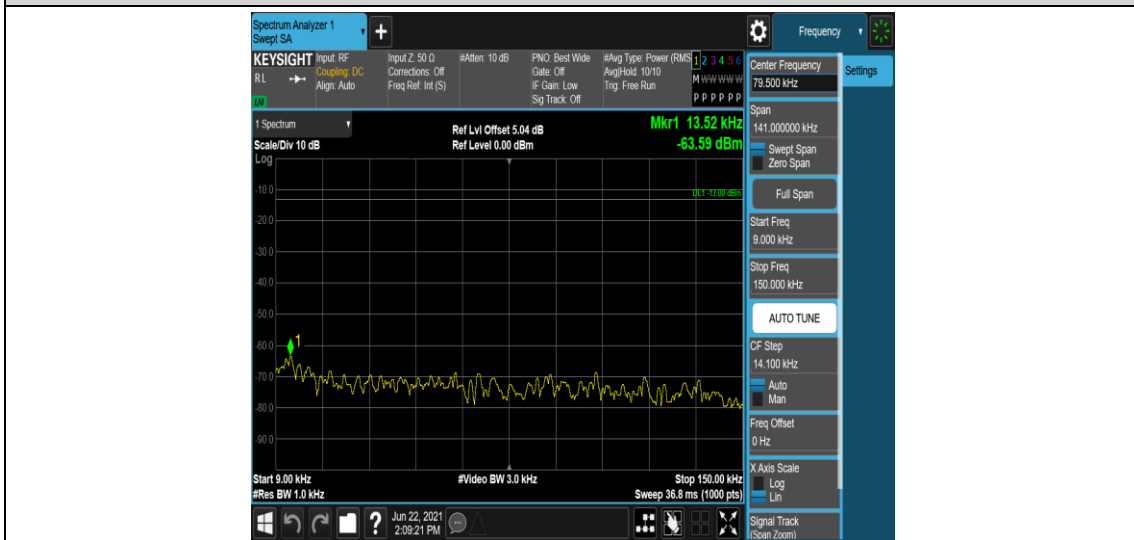 Spectrum Analyzer 1
Swept SA
+
Frequency
KEYSIGHT
RL
LXI
Input: RF
Coupling: DC
Align: Auto
Input Z: 50 Ω
Corrections: Off
Freq Ref: Int (S)
#Atten: 10 dB
PNO: Best Wide
Gate: Off
IF Gain: Low
Sig Track: Off
#Avg Type: Power (RMS
Avg|Hold: 10/10
Trig: Free Run
1 2 3 4 5 6
M W W W W W
P P P P P P
1 Spectrum
Scale/Div 10 dB
Ref Lvl Offset 5.04 dB
Ref Level 0.00 dBm
Mkr1 13.52 kHz
-63.59 dBm
Log
DL1 -13.00 dBm
-10.0
-20.0
-30.0
-40.0
-50.0
-60.0
1
-70.0
-80.0
-90.0
Start 9.00 kHz
#Res BW 1.0 kHz
#Video BW 3.0 kHz
Stop 150.00 kHz
Sweep 36.8 ms (1000 pts)
?
Jun 22, 2021
2:09:21 PM
Center Frequency
79.500 kHz
Settings
Span
141.000000 kHz
Swept Span
Zero Span
Full Span
Start Freq
9.000 kHz
Stop Freq
150.000 kHz
AUTO TUNE
CF Step
14.100 kHz
Auto
Man
Freq Offset
0 Hz
X Axis Scale
Log
Lin
Signal Track
(Span Zoom)